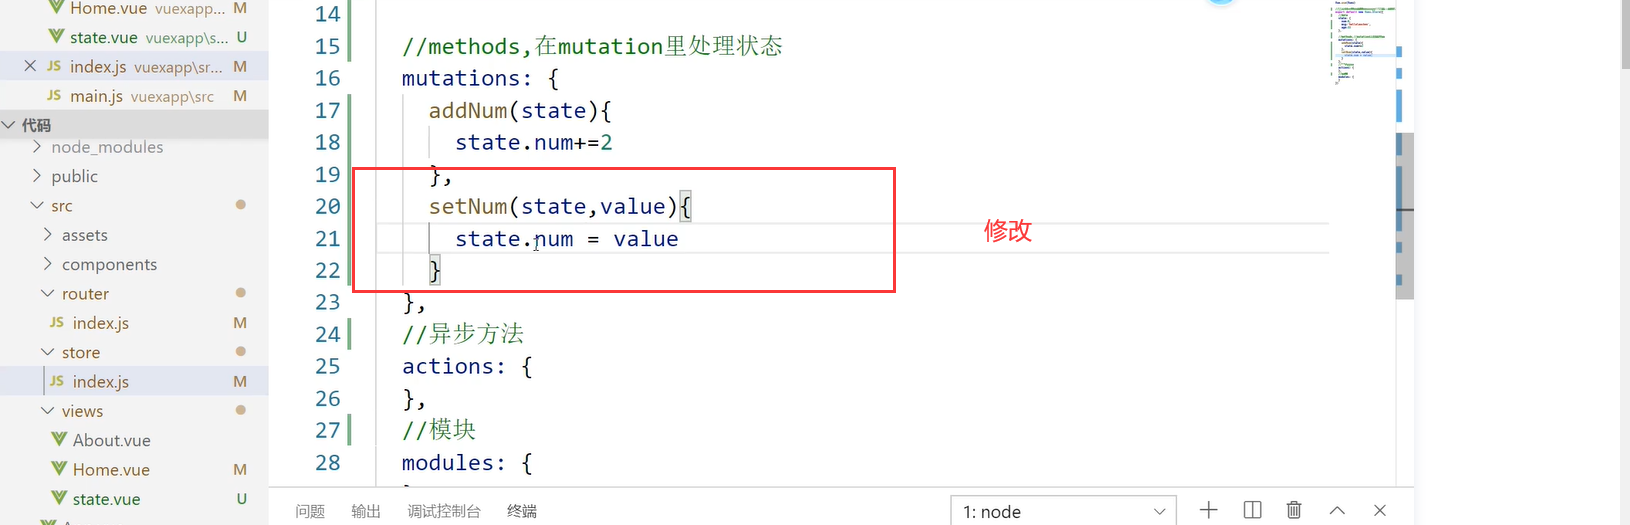 Home.vue vuexapp... M
state.vue vuexapp\s... U
JS index.js vuexapp\sr... M
JS main.js vuexapp\src M
代码
node_modules
public
src
assets
components
router
JS index.js M
store
JS index.js M
views
About.vue
Home.vue M
state.vue U
14
15 //methods,在mutation里处理状态
16 mutations: {
17 addNum(state){
18 state.num+=2
19 },
20 setNum(state,value){
21 state.num = value
22 }
23 },
24 //异步方法
25 actions: {
26 },
27 //模块
28 modules: {
修改
问题 输出 调试控制台 终端
1: node